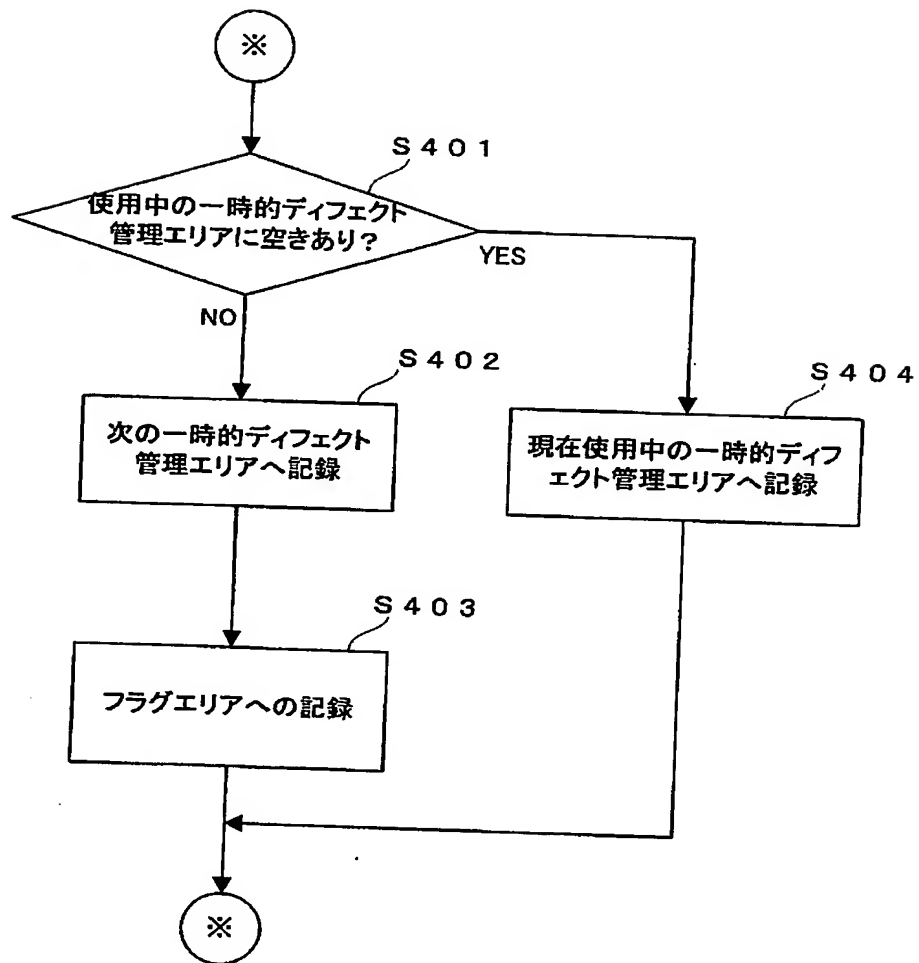 ※
S401
使用中の一時的ディフェクト
管理エリアに空きあり?
YES
NO
S402
S404
次の一時的ディフェクト
管理エリアへ記録
現在使用中の一時的ディフ
ェクト管理エリアへ記録
S403
フラグエリアへの記録
※